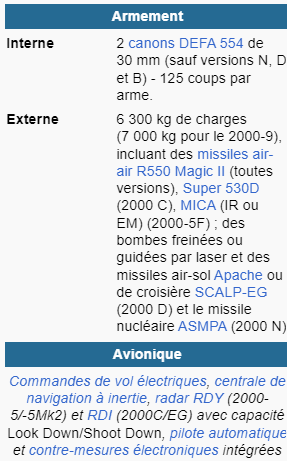 Armement
Interne
2 canons DEFA 554 de
30 mm (sauf versions N, D
et B) - 125 coups par
arme.
Externe
6 300 kg de charges
(7 000 kg pour le 2000-9),
incluant des missiles air-
air R550 Magic II (toutes
versions), Super 530D
(2000 C), MICA (IR ou
EM) (2000-5F) ; des
bombes freinées ou
guidées par laser et des
missiles air-sol Apache ou
de croisière SCALP-EG
(2000 D) et le missile
nucléaire ASMPA (2000 N)
Avionique
Commandes de vol électriques, centrale de
navigation à inertie, radar RDY (2000-
5/-5Mk2) et RDI (2000C/EG) avec capacité
Look Down/Shoot Down, pilote automatique
et contre-mesures électroniques intégrées